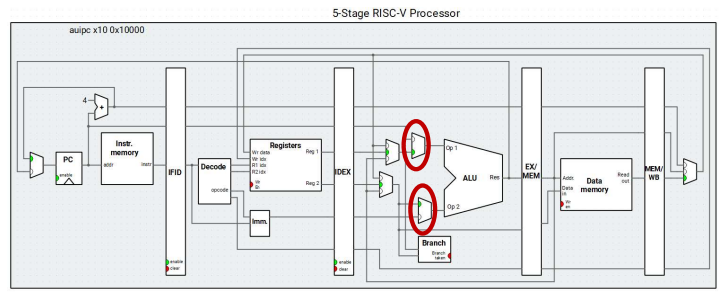 5-Stage RISC-V Processor
auipc x10 0x10000
4
+
PC
enable
Instr.
memory
addr
instr
IFID
enable
clear
Decode
opcode
Registers
Wr data
Wr idx
R1 idx
R2 idx
Wr
En
Reg 1
Reg 2
Imm.
IDEX
enable
clear
Op 1
ALU
Res
Op 2
Branch
Branch
taken
EX/
MEM
Addr.
Data
in
Wr
en
Data
memory
Read
out
MEM/
WB